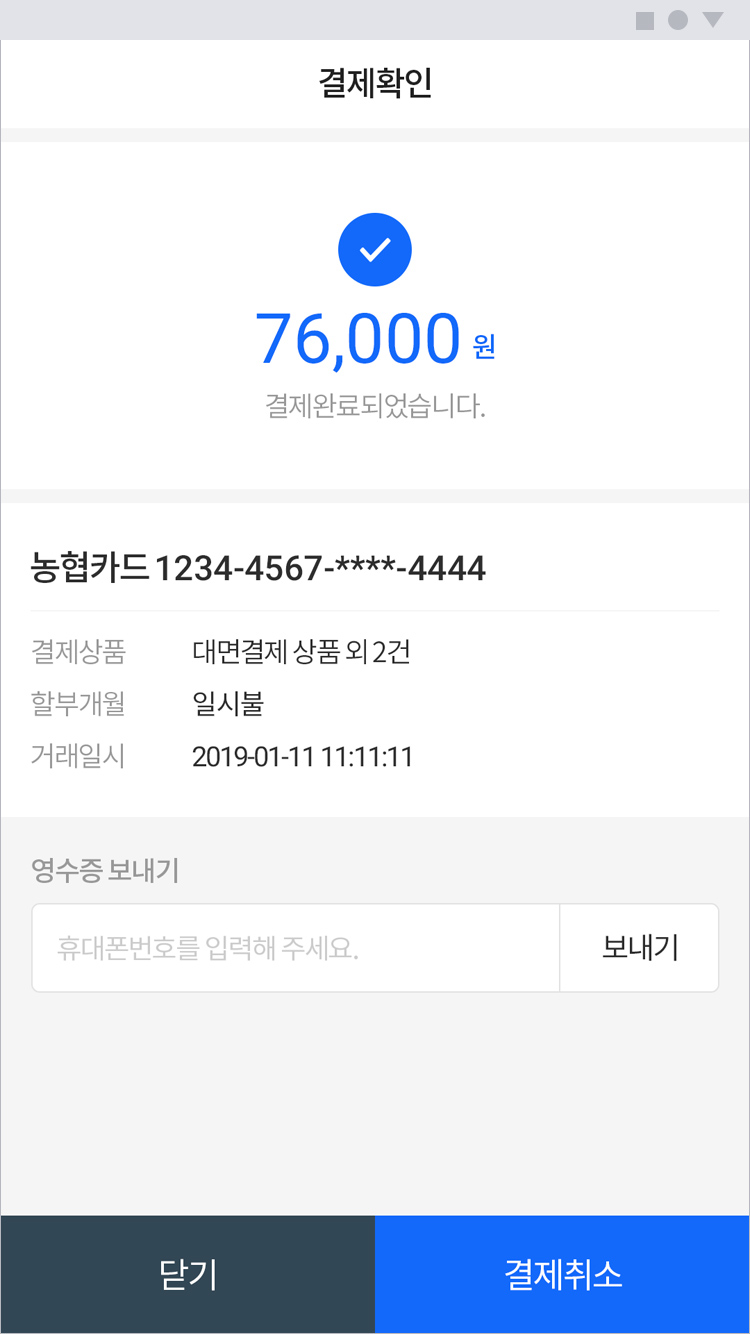 결제확인
76,000 원
결제완료되었습니다.
농협카드 1234-4567-****-4444
결제상품 대면결제 상품 외 2건
할부개월 일시불
거래일시 2019-01-11 11:11:11
영수증 보내기
휴대폰번호를 입력해 주세요. 보내기
닫기 결제취소